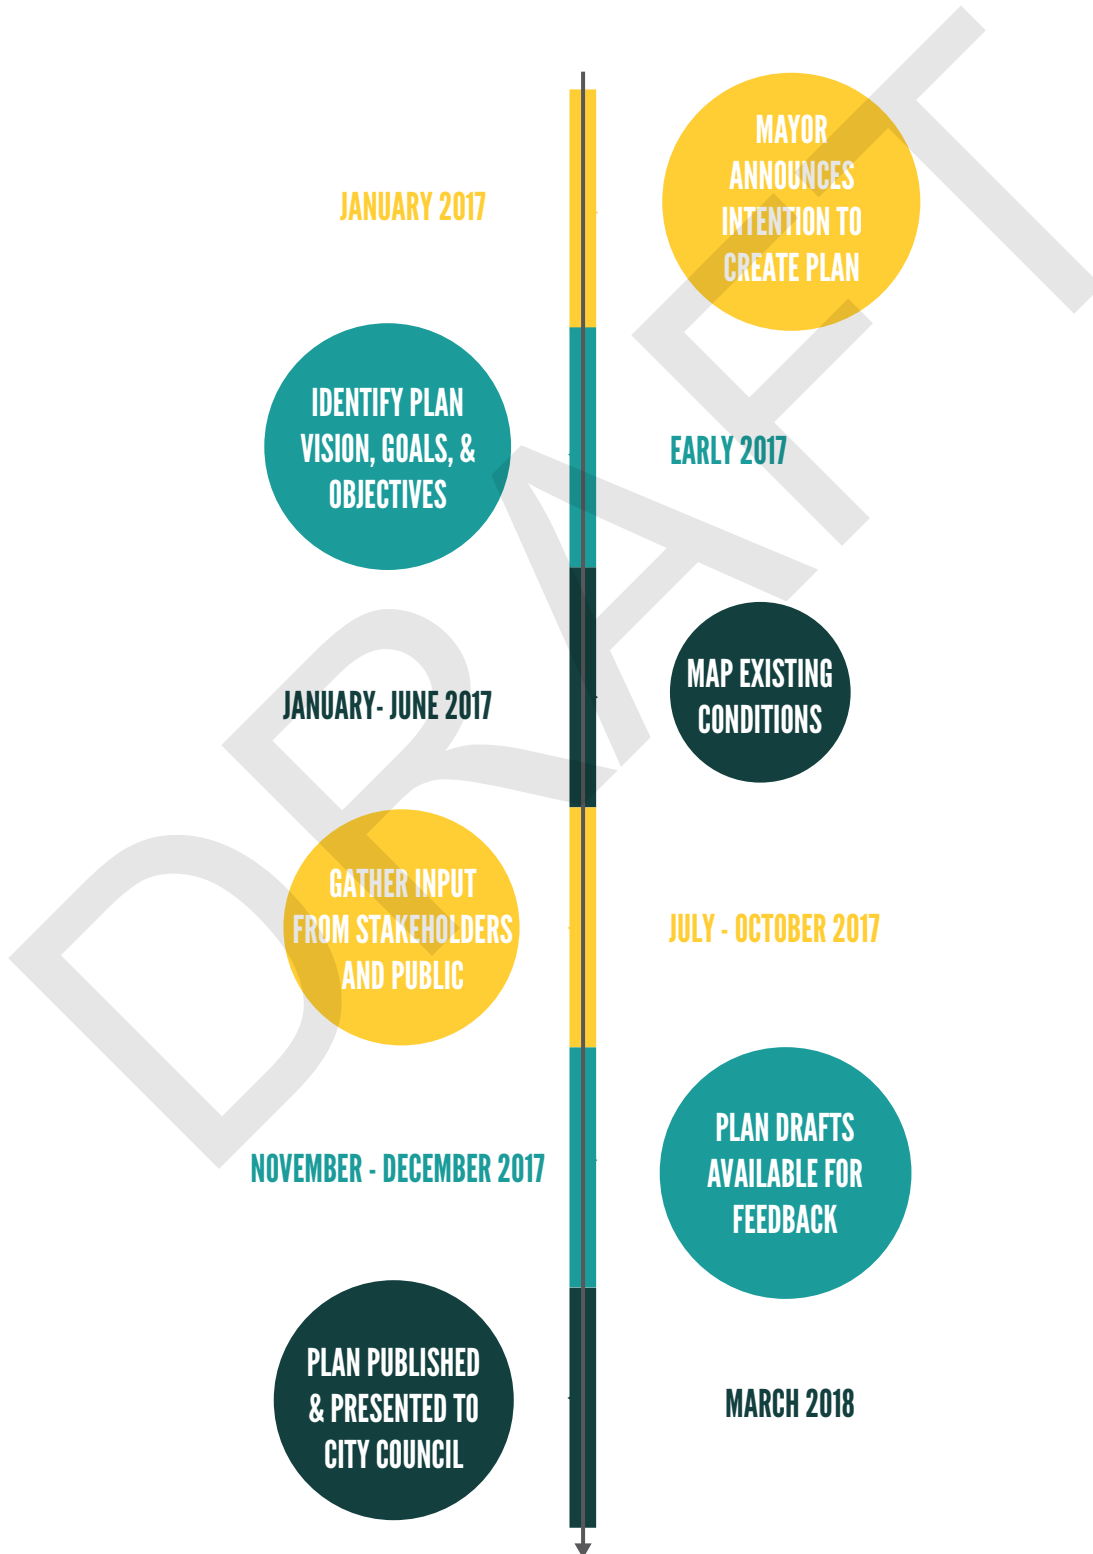 JANUARY 2017
MAYOR
ANNOUNCES
INTENTION TO
CREATE PLAN
IDENTIFY PLAN
VISION, GOALS, &
OBJECTIVES
EARLY 2017
JANUARY- JUNE 2017
MAP EXISTING
CONDITIONS
GATHER INPUT
FROM STAKEHOLDERS
AND PUBLIC
JULY - OCTOBER 2017
NOVEMBER - DECEMBER 2017
PLAN DRAFTS
AVAILABLE FOR
FEEDBACK
PLAN PUBLISHED
& PRESENTED TO
CITY COUNCIL
MARCH 2018
DRAFT